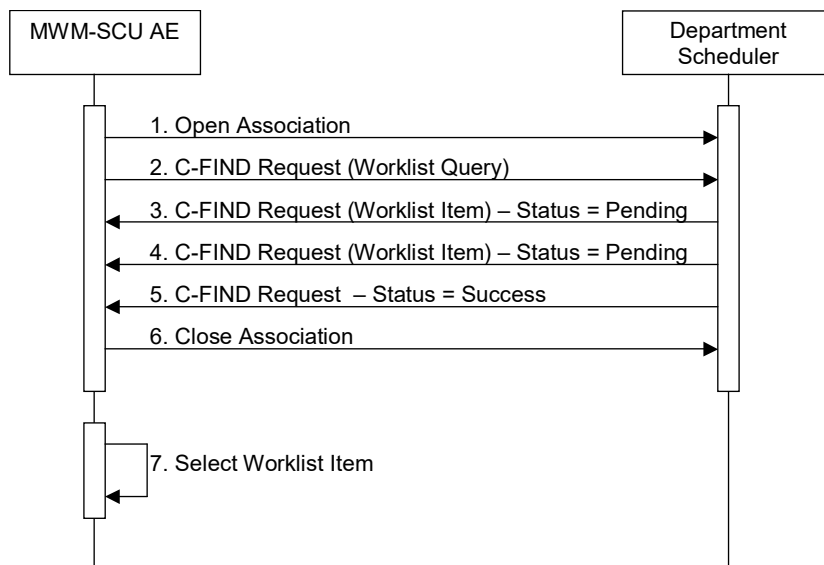 MWM-SCU AE
Department
Scheduler
1. Open Association
2. C-FIND Request (Worklist Query)
3. C-FIND Request (Worklist Item) – Status = Pending
4. C-FIND Request (Worklist Item) – Status = Pending
5. C-FIND Request  – Status = Success
6. Close Association
7. Select Worklist Item